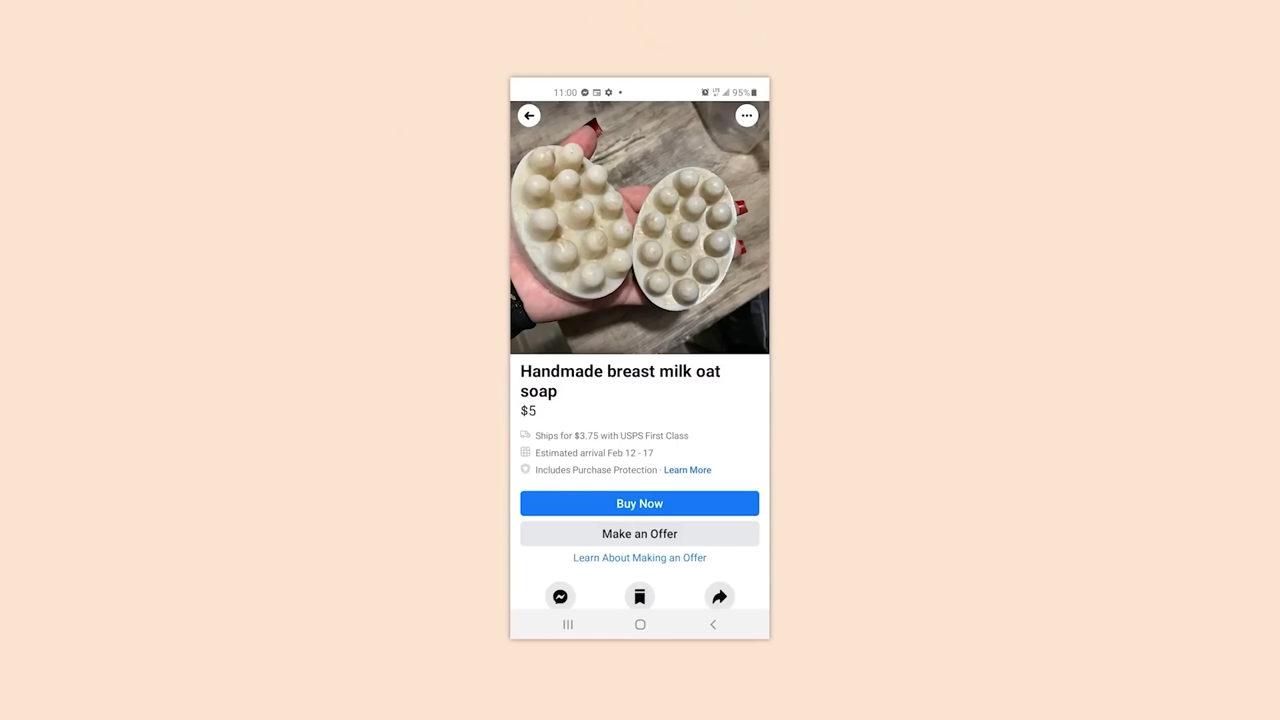 11:00
95%
Handmade breast milk oat
soap
$5
Ships for $3.75 with USPS First Class
Estimated arrival Feb 12 - 17
Includes Purchase Protection · Learn More
Buy Now
Make an Offer
Learn About Making an Offer